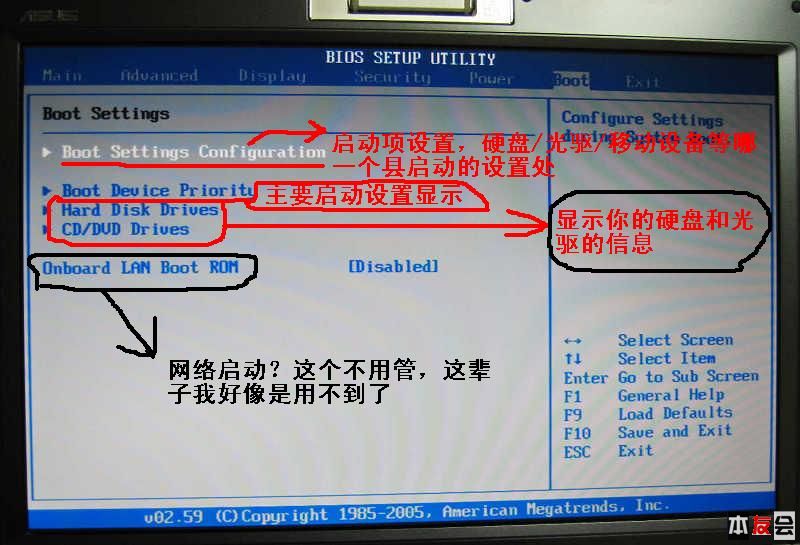 ASUS
BIOS SETUP UTILITY
Main Advanced Display Security Power Boot Exit
Boot Settings
Configure Settings
during System Boot.
Boot Settings Configuration
启动项设置，硬盘/光驱/移动设备等哪
一个县启动的设置处
Boot Device Priority
主要启动设置显示
Hard Disk Drives
CD/DVD Drives
显示你的硬盘和光
驱的信息
Onboard LAN Boot ROM [Disabled]
网络启动？这个不用管，这辈
子我好像是用不到了
↔ Select Screen
↑↓ Select Item
Enter Go to Sub Screen
F1 General Help
F9 Load Defaults
F10 Save and Exit
ESC Exit
v02.59 (C)Copyright 1985-2005, American Megatrends, Inc.
本友会